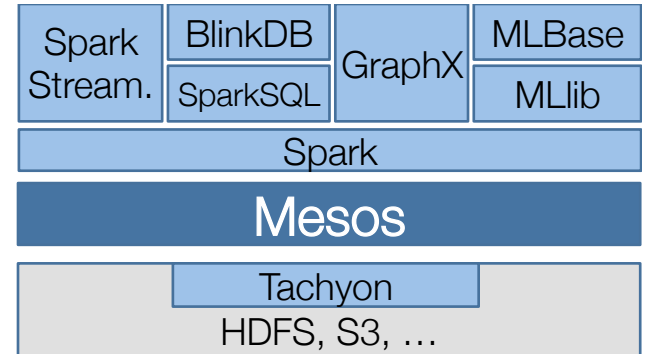 Spark
Stream.
BlinkDB
SparkSQL
GraphX
MLBase
MLlib
Spark
Mesos
Tachyon
HDFS, S3, …